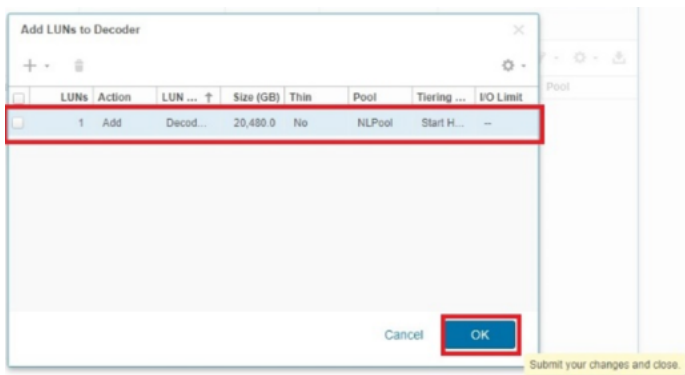 Add LUNs to Decoder
LUNs Action LUN ... ↑ Size (GB) Thin Pool Tiering ... I/O Limit
1 Add Decod... 20,480.0 No NLPool Start H... --
Pool
Cancel OK
Submit your changes and close.